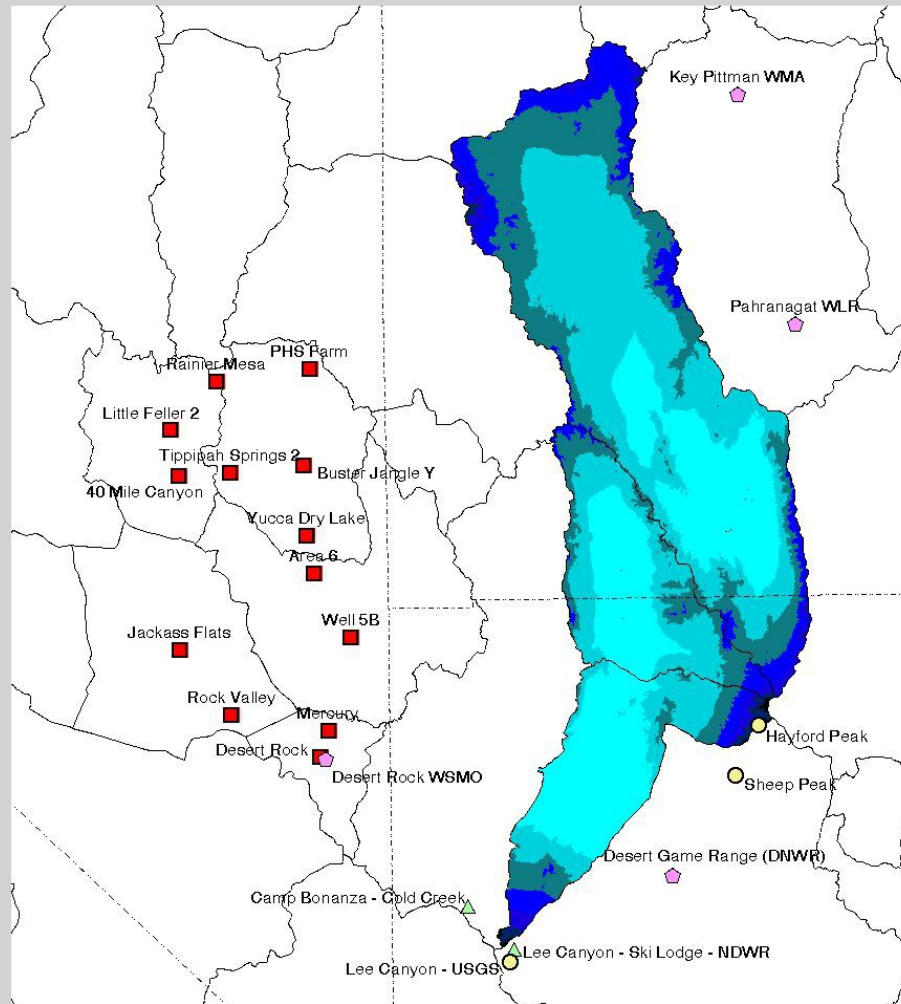 Key Pittman WMA
Pahranagat WLR
PHS Farm
Rainier Mesa
Little Feller 2
Tippipah Springs 2
Buster Jangle Y
40 Mile Canyon
Yucca Dry Lake
Area 6
Well 5B
Jackass Flats
Rock Valley
Mercury
Hayford Peak
Desert Rock
Desert Rock WSMO
Sheep Peak
Desert Game Range (DNWR)
Camp Bonanza - Cold Creek
Lee Canyon - Ski Lodge - NDWR
Lee Canyon - USGS